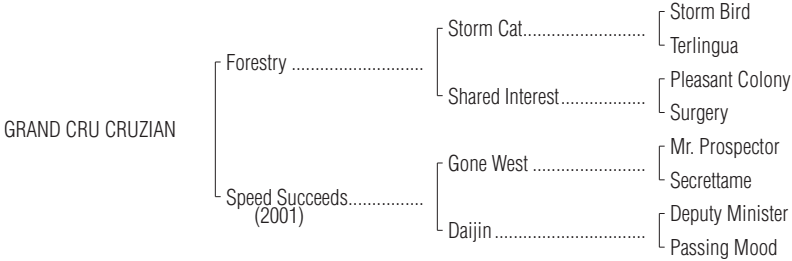 Storm Bird
Storm Cat..........................
Terlingua
Forestry ............................
Pleasant Colony
Shared Interest..................
Surgery
GRAND CRU CRUZIAN
Mr. Prospector
Gone West ........................
Secrettame
Speed Succeeds................
(2001)
Deputy Minister
Daijin ................................
Passing Mood